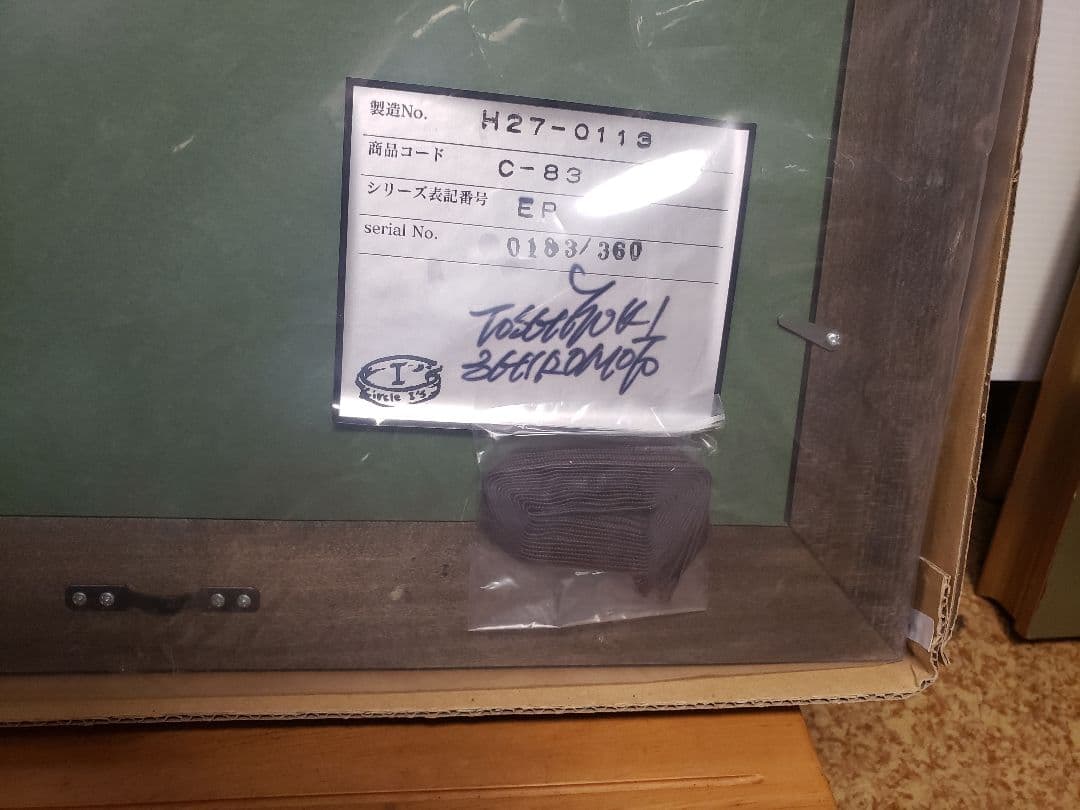 製造No. H27-0113
商品コード C-83
シリーズ表記番号 EP
serial No. 0183/360
I's
Circle I's